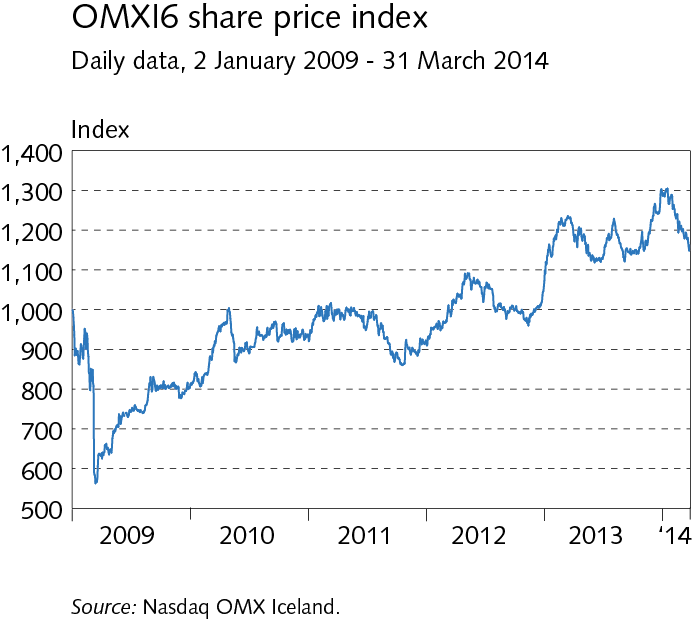 OMXI6 share price index
Daily data, 2 January 2009 - 31 March 2014
Index
1,400
1,300
1,200
1,100
1,000
900
800
700
600
500
2009 2010 2011 2012 2013 '14
Source: Nasdaq OMX Iceland.